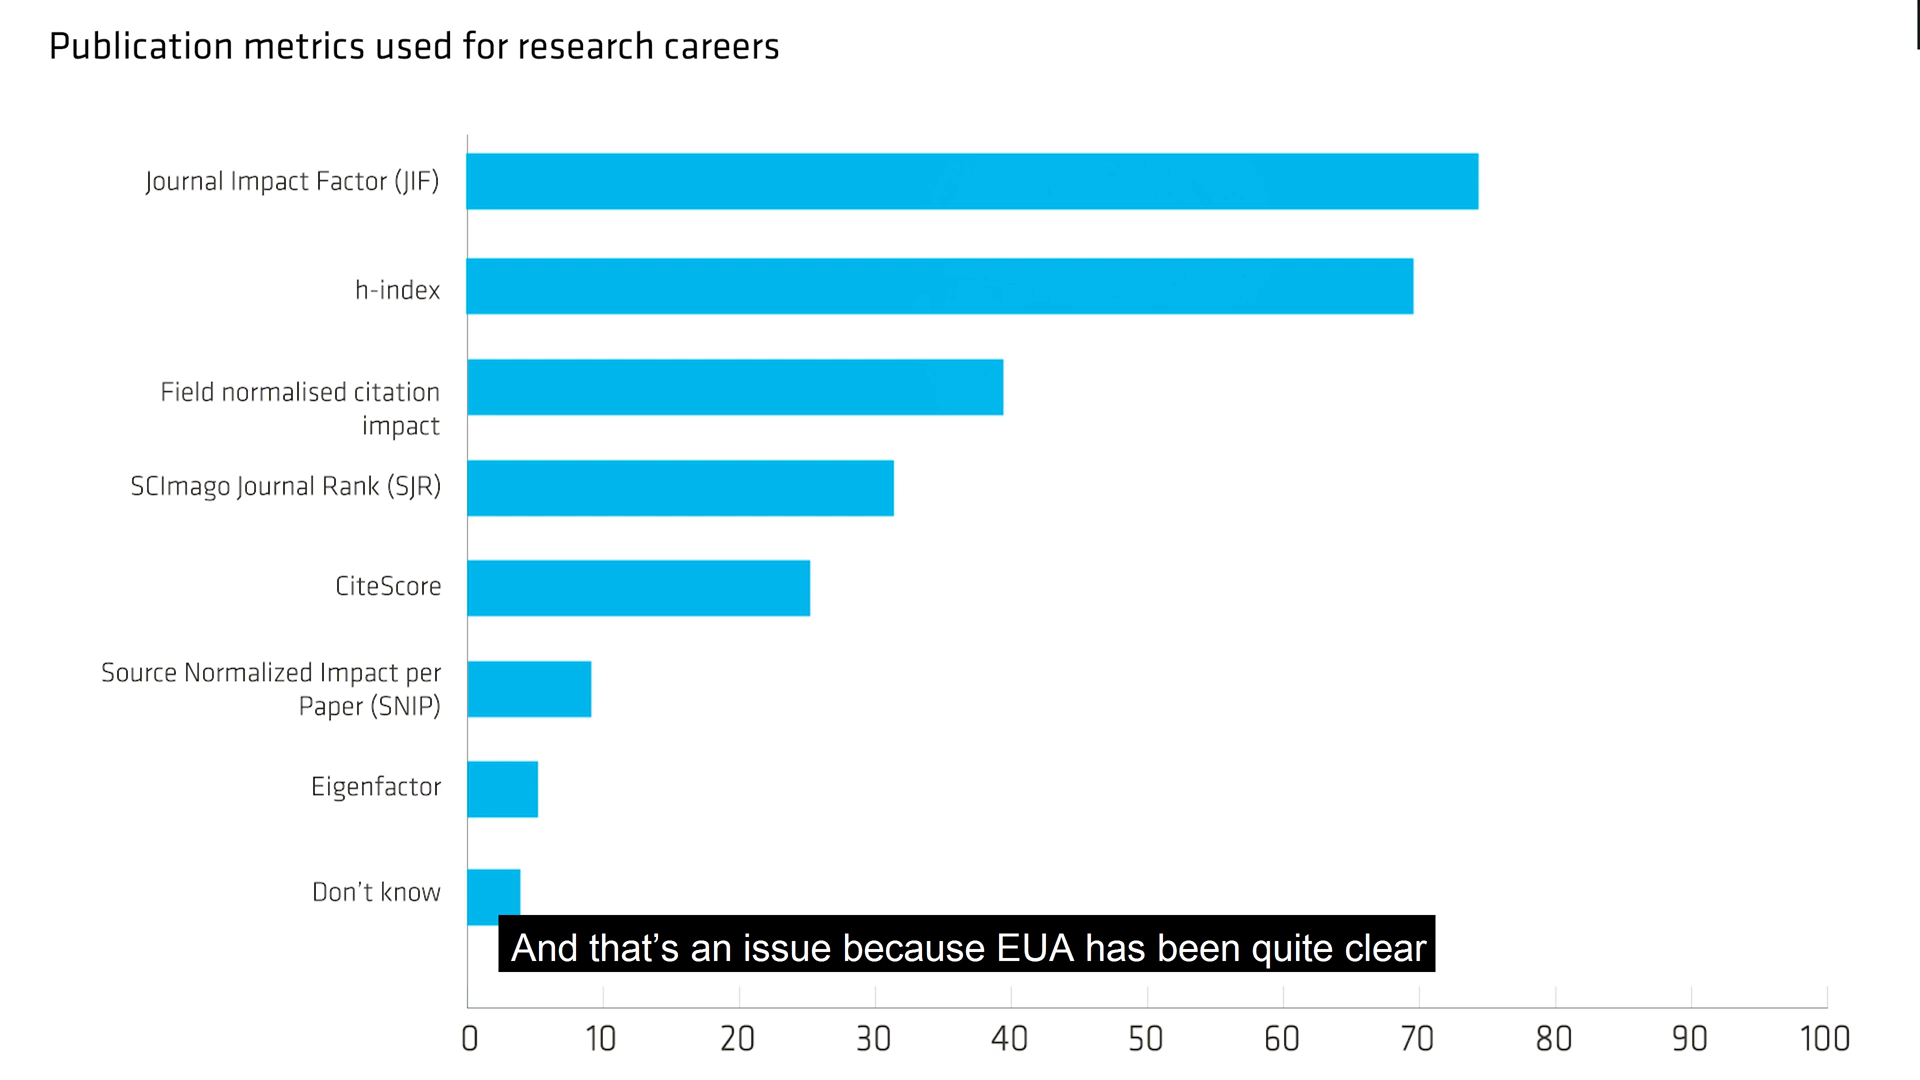 Publication metrics used for research careers
Journal Impact Factor (JIF)
h-index
Field normalised citation
impact
SCImago Journal Rank (SJR)
CiteScore
Source Normalized Impact per
Paper (SNIP)
Eigenfactor
Don't know
And that's an issue because EUA has been quite clear
0 10 20 30 40 50 60 70 80 90 100